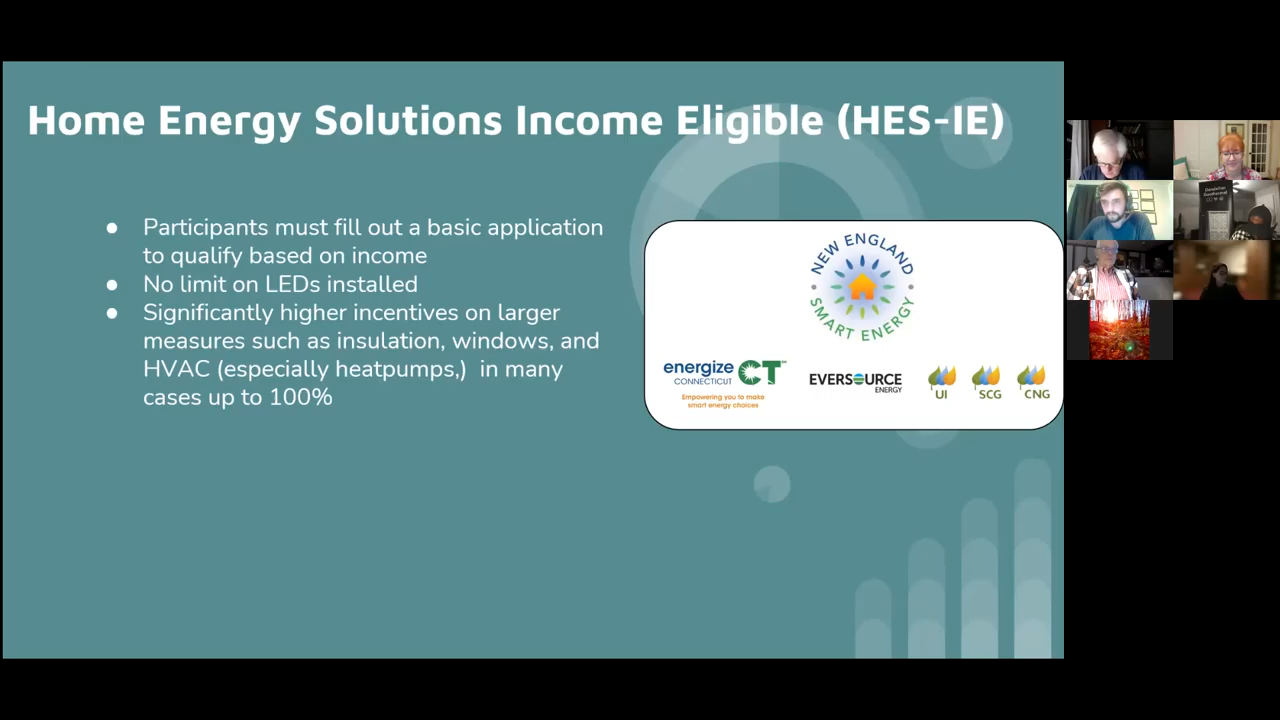 Home Energy Solutions Income Eligible (HES-IE)
● Participants must fill out a basic application
to qualify based on income
● No limit on LEDs installed
● Significantly higher incentives on larger
measures such as insulation, windows, and
HVAC (especially heatpumps,)  in many
cases up to 100%
NEW ENGLAND
SMART ENERGY
energize CT
CONNECTICUT
Empowering you to make
smart energy choices
EVERSOURCE
ENERGY
UI
SCG
CNG
Dandelion
Geothermal